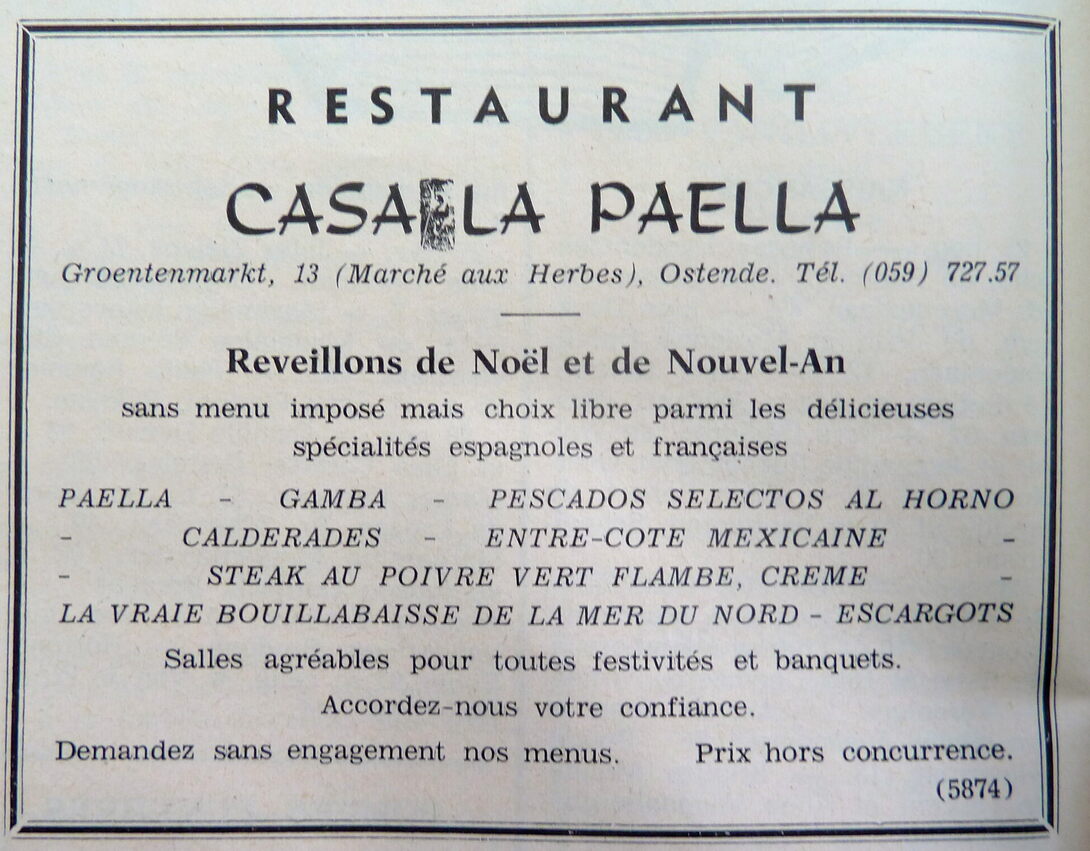 RESTAURANT
CASA LA PAELLA
Groentenmarkt, 13 (Marché aux Herbes), Ostende. Tél. (059) 727.57
Reveillons de Noël et de Nouvel-An
sans menu imposé mais choix libre parmi les délicieuses
spécialités espagnoles et françaises
PAELLA - GAMBA - PESCADOS SELECTOS AL HORNO
- CALDERADES - ENTRE-COTE MEXICAINE -
- STEAK AU POIVRE VERT FLAMBE, CREME -
LA VRAIE BOUILLABAISSE DE LA MER DU NORD - ESCARGOTS
Salles agréables pour toutes festivités et banquets.
Accordez-nous votre confiance.
Demandez sans engagement nos menus. Prix hors concurrence.
(5874)